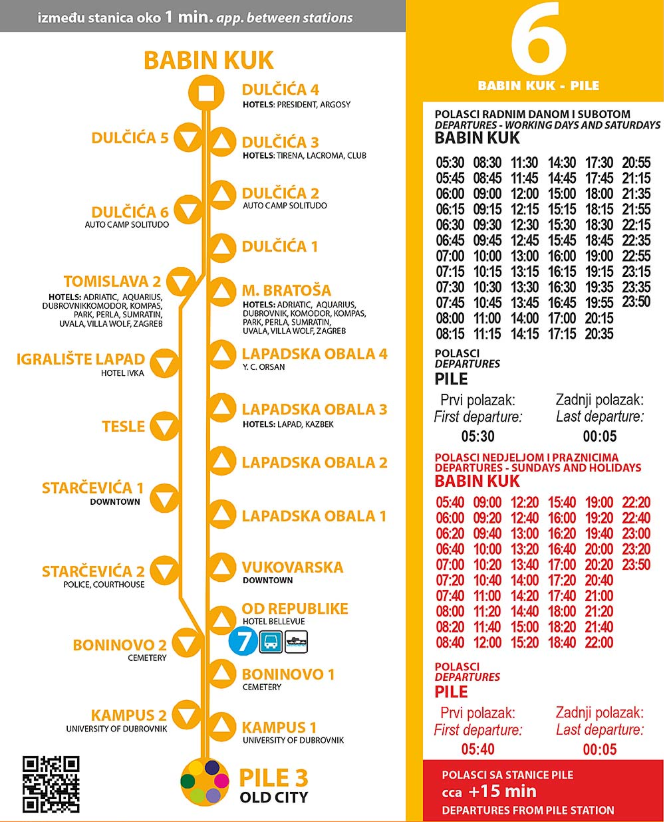 između stanica oko 1 min. app. between stations
BABIN KUK
DULČIĆA 4
HOTELS: PRESIDENT, ARGOSY
DULČIĆA 5
DULČIĆA 3
HOTELS: TIRENA, LACROMA, CLUB
DULČIĆA 2
AUTO CAMP SOLITUDO
DULČIĆA 6
AUTO CAMP SOLITUDO
DULČIĆA 1
TOMISLAVA 2
HOTELS: ADRIATIC, AQUARIUS,
DUBROVNIKKOMODOR, KOMPAS,
PARK, PERLA, SUMRATIN,
UVALA, VILLA WOLF, ZAGREB
M. BRATOŠA
HOTELS: ADRIATIC, AQUARIUS,
DUBROVNIK, KOMODOR, KOMPAS,
PARK, PERLA, SUMRATIN,
UVALA, VILLA WOLF, ZAGREB
IGRALIŠTE LAPAD
HOTEL IVKA
LAPADSKA OBALA 4
Y. C. ORSAN
LAPADSKA OBALA 3
HOTELS: LAPAD, KAZBEK
TESLE
LAPADSKA OBALA 2
STARČEVIĆA 1
DOWNTOWN
LAPADSKA OBALA 1
STARČEVIĆA 2
POLICE, COURTHOUSE
VUKOVARSKA
DOWNTOWN
OD REPUBLIKE
HOTEL BELLEVUE
7
BONINOVO 2
CEMETERY
BONINOVO 1
CEMETERY
KAMPUS 2
UNIVERSITY OF DUBROVNIK
KAMPUS 1
UNIVERSITY OF DUBROVNIK
PILE 3
OLD CITY
6
BABIN KUK - PILE
POLASCI RADNIM DANOM I SUBOTOM
DEPARTURES - WORKING DAYS AND SATURDAYS
BABIN KUK
05:30 08:30 11:30 14:30 17:30 20:55
05:45 08:45 11:45 14:45 17:45 21:15
06:00 09:00 12:00 15:00 18:00 21:35
06:15 09:15 12:15 15:15 18:15 21:55
06:30 09:30 12:30 15:30 18:30 22:15
06:45 09:45 12:45 15:45 18:45 22:35
07:00 10:00 13:00 16:00 19:00 22:55
07:15 10:15 13:15 16:15 19:15 23:15
07:30 10:30 13:30 16:30 19:35 23:35
07:45 10:45 13:45 16:45 19:55 23:50
08:00 11:00 14:00 17:00 20:15
08:15 11:15 14:15 17:15 20:35
POLASCI
DEPARTURES
PILE
Prvi polazak: Zadnji polazak:
First departure: Last departure:
05:30 00:05
POLASCI NEDJELJOM I PRAZNICIMA
DEPARTURES - SUNDAYS AND HOLIDAYS
BABIN KUK
05:40 09:00 12:20 15:40 19:00 22:20
06:00 09:20 12:40 16:00 19:20 22:40
06:20 09:40 13:00 16:20 19:40 23:00
06:40 10:00 13:20 16:40 20:00 23:20
07:00 10:20 13:40 17:00 20:20 23:50
07:20 10:40 14:00 17:20 20:40
07:40 11:00 14:20 17:40 21:00
08:00 11:20 14:40 18:00 21:20
08:20 11:40 15:00 18:20 21:40
08:40 12:00 15:20 18:40 22:00
POLASCI
DEPARTURES
PILE
Prvi polazak: Zadnji polazak:
First departure: Last departure:
05:40 00:05
POLASCI SA STANICE PILE
cca +15 min
DEPARTURES FROM PILE STATION